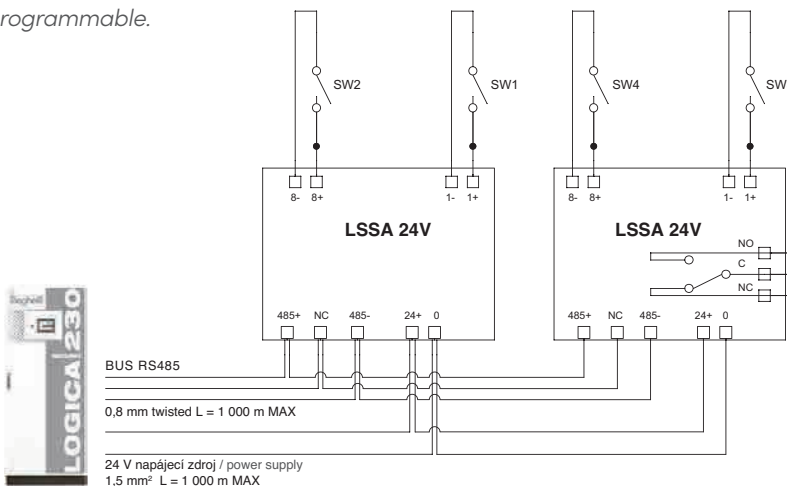 rogrammable.
SW2
SW1
SW4
SW
8- 8+
1- 1+
8- 8+
1- 1+
LSSA 24V
LSSA 24V
NO
C
NC
485+ NC 485- 24+ 0
485+ NC 485- 24+ 0
Beghelli
LOGICA 230
BUS RS485
0,8 mm twisted L = 1 000 m MAX
24 V napájecí zdroj / power supply
1,5 mm² L = 1 000 m MAX